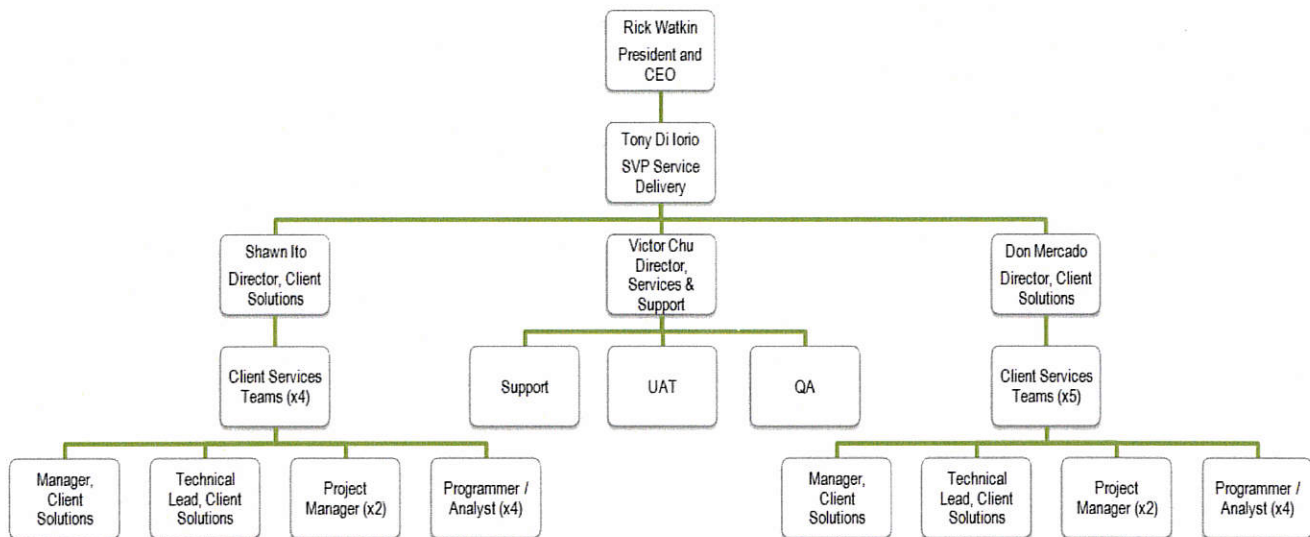 Rick Watkin
President and
CEO
Tony Di Iorio
SVP Service
Delivery
Shawn Ito
Director, Client
Solutions
Victor Chu
Director,
Services &
Support
Don Mercado
Director, Client
Solutions
Client Services
Teams (x4)
Support
UAT
QA
Client Services
Teams (x5)
Manager,
Client
Solutions
Technical
Lead, Client
Solutions
Project
Manager (x2)
Programmer /
Analyst (x4)
Manager,
Client
Solutions
Technical
Lead, Client
Solutions
Project
Manager (x2)
Programmer /
Analyst (x4)